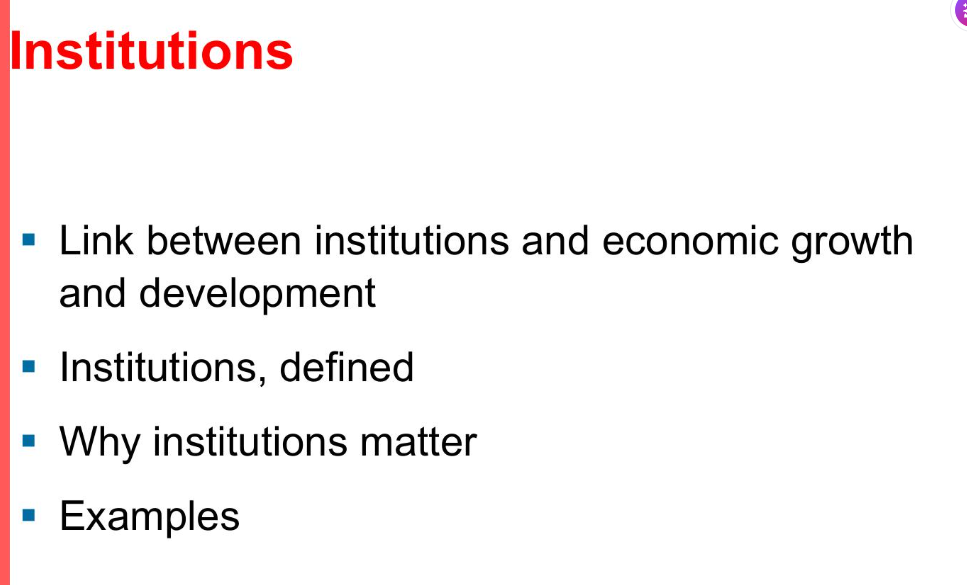 Institutions
Link between institutions and economic growth
and development
Institutions, defined
Why institutions matter
Examples